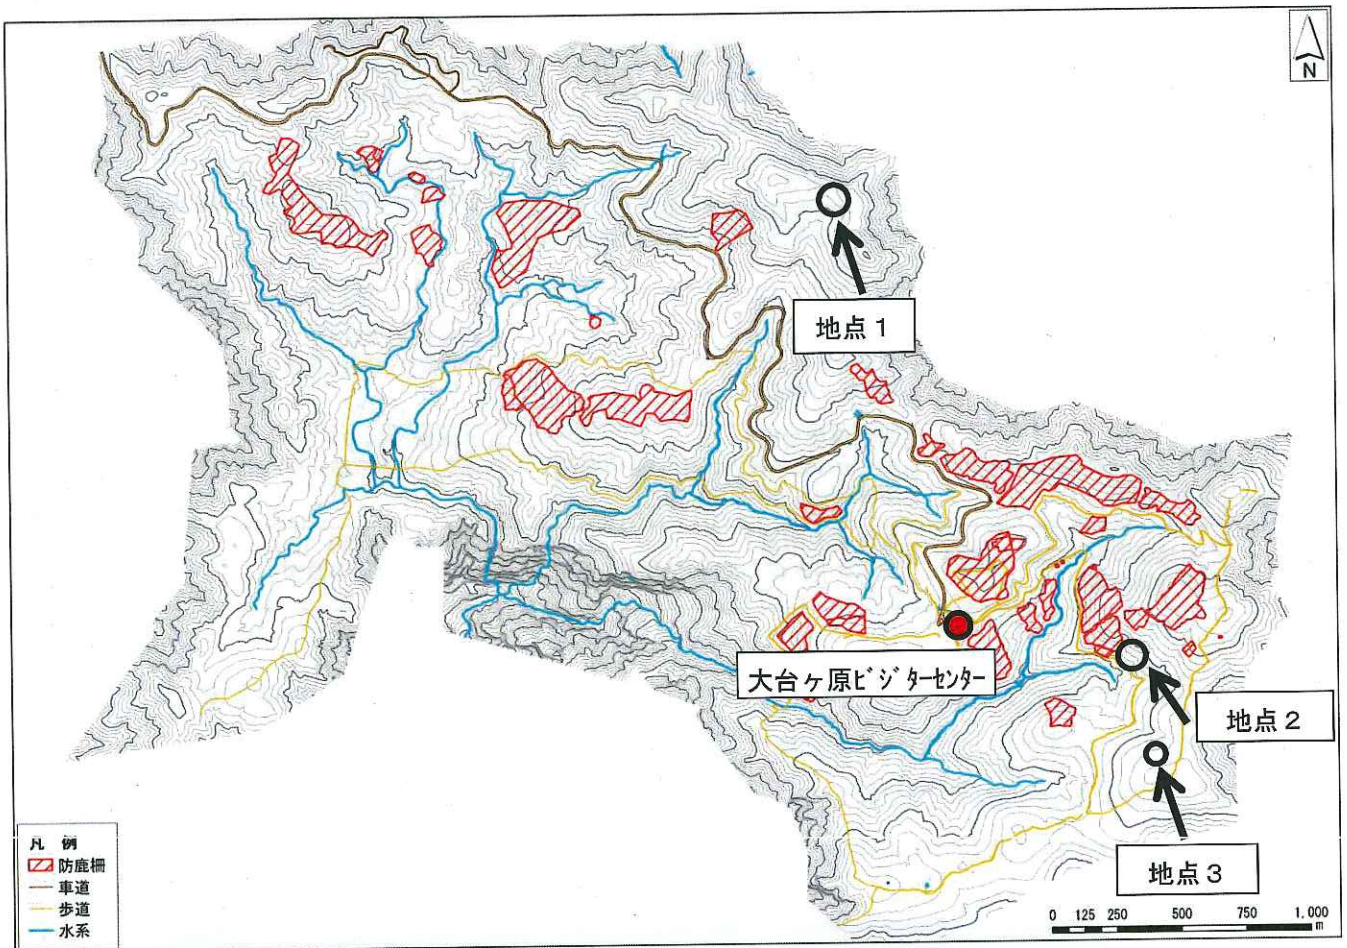 N
地点１
大台ヶ原ﾋﾞｼﾞﾀｰｾﾝﾀｰ
地点２
地点３
凡 例
防鹿柵
車道
歩道
水系
0 125 250 500 750 1,000
m